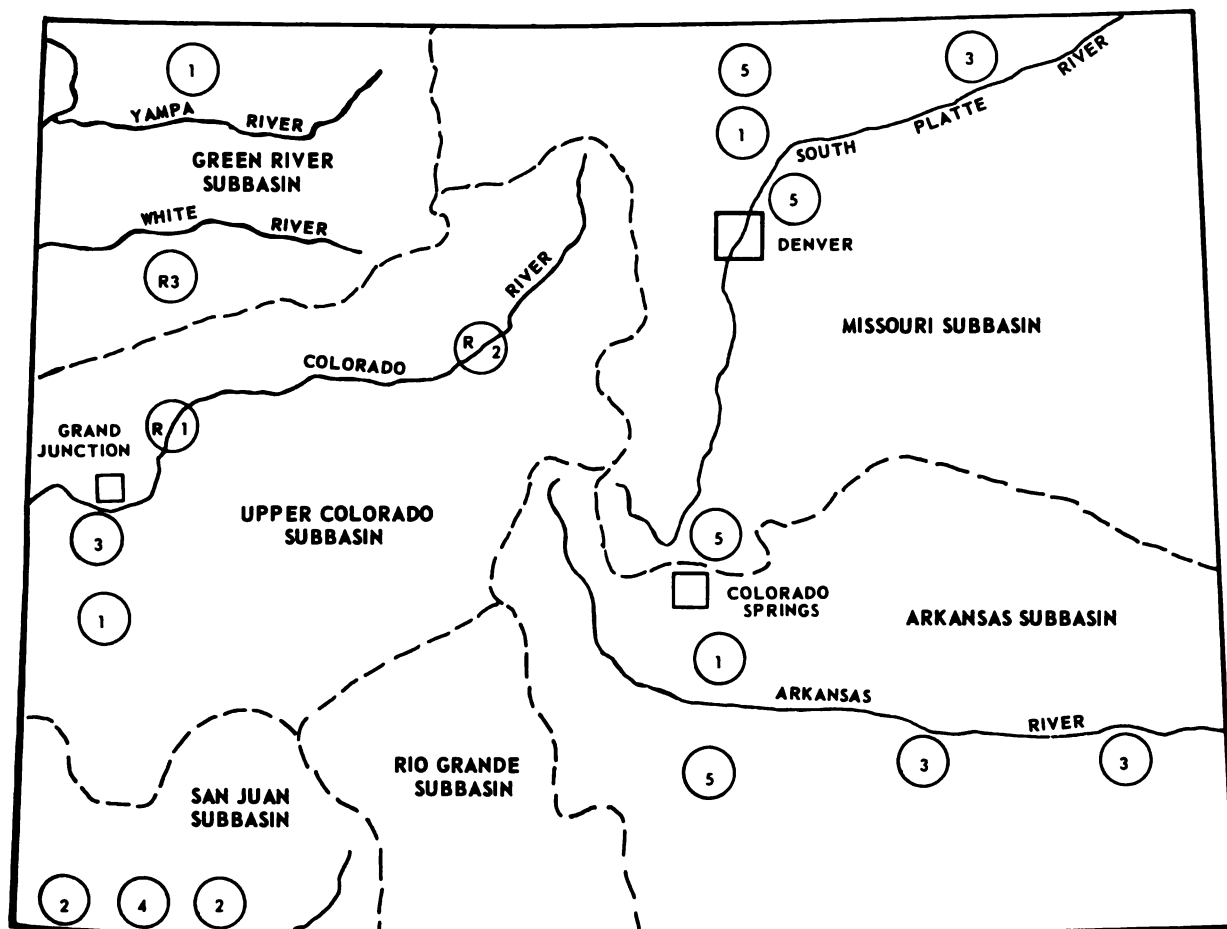 1
5
3
YAMPA RIVER
SOUTH PLATTE RIVER
1
GREEN RIVER
SUBBASIN
5
WHITE RIVER
DENVER
R3
RIVER
MISSOURI SUBBASIN
R 2
COLORADO
R 1
GRAND
JUNCTION
UPPER COLORADO
SUBBASIN
3
5
COLORADO
SPRINGS
1
ARKANSAS SUBBASIN
1
ARKANSAS RIVER
RIO GRANDE
SUBBASIN
5
3
3
SAN JUAN
SUBBASIN
2
4
2